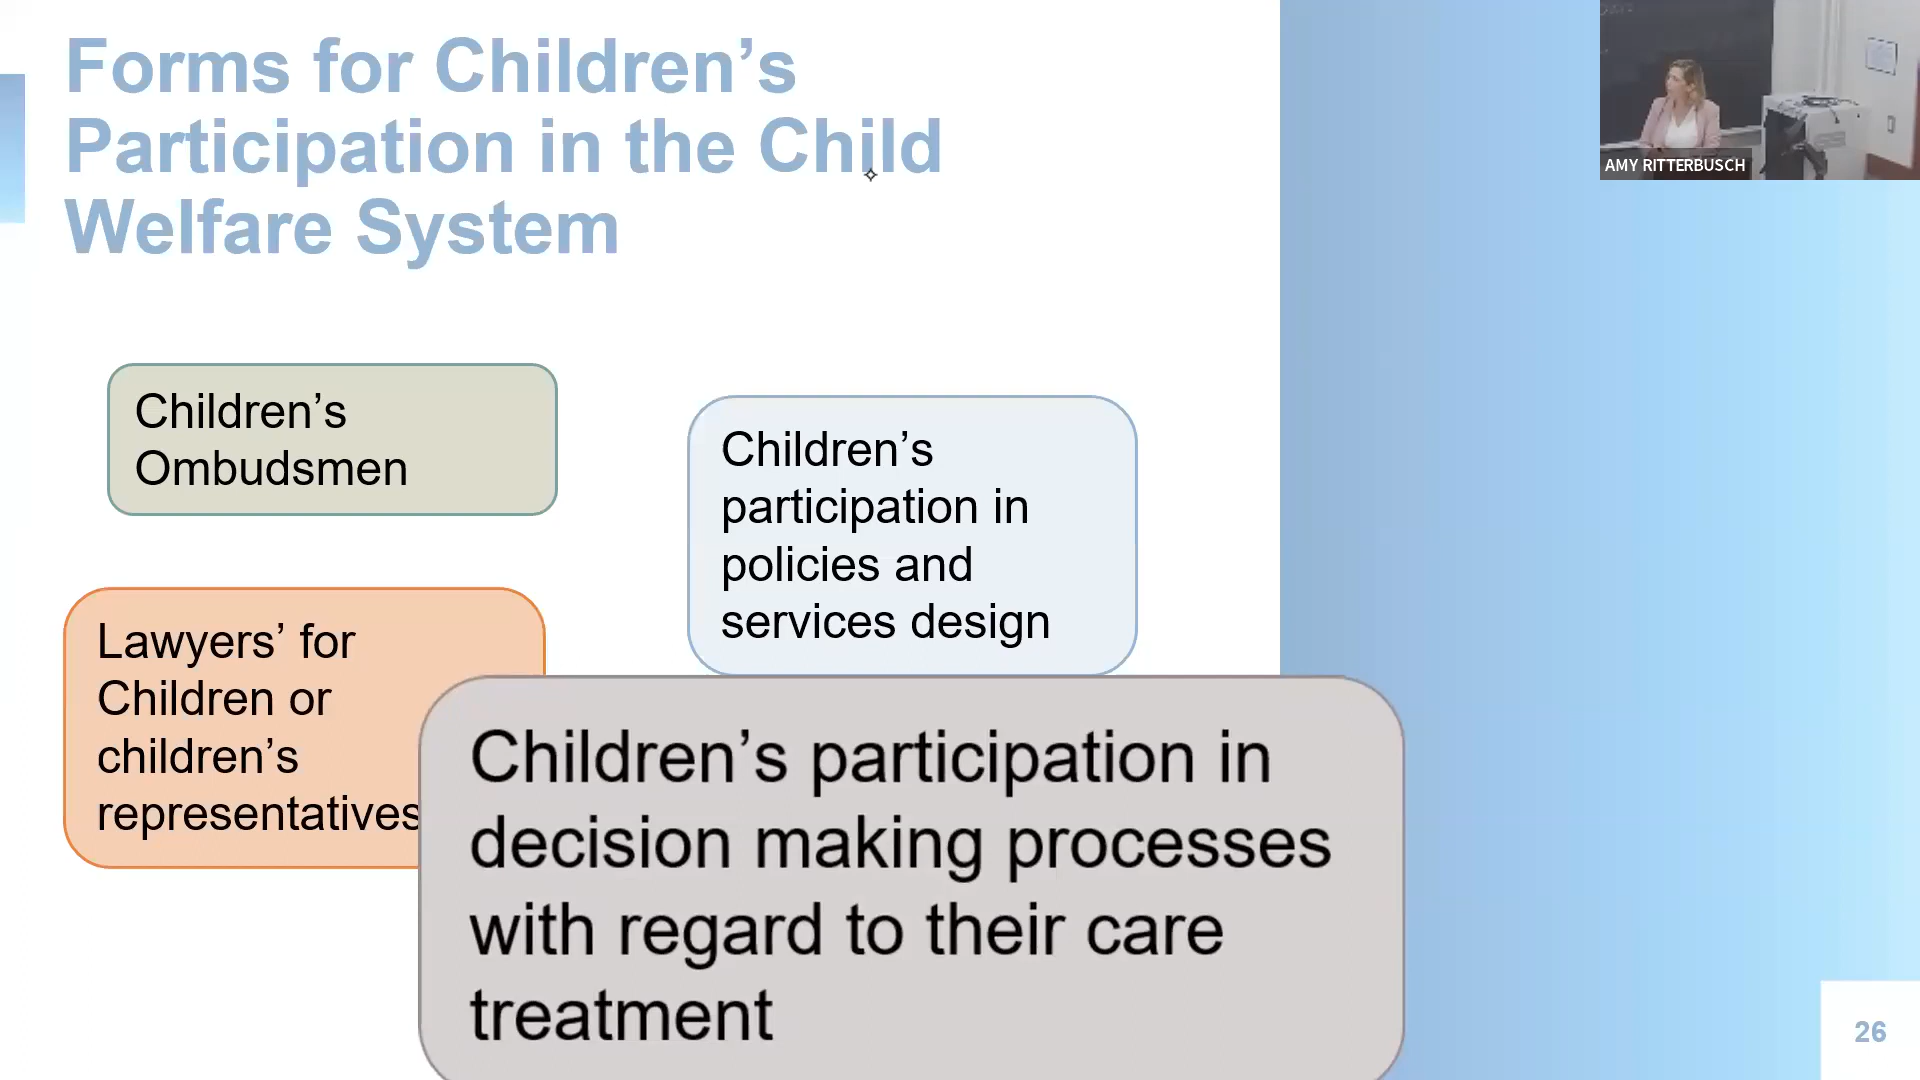 Forms for Children’s
Participation in the Child
Welfare System
AMY RITTERBUSCH
Children’s
Ombudsmen
Children’s
participation in
policies and
services design
Lawyers’ for
Children or
children’s
representatives
Children’s participation in
decision making processes
with regard to their care
treatment
26